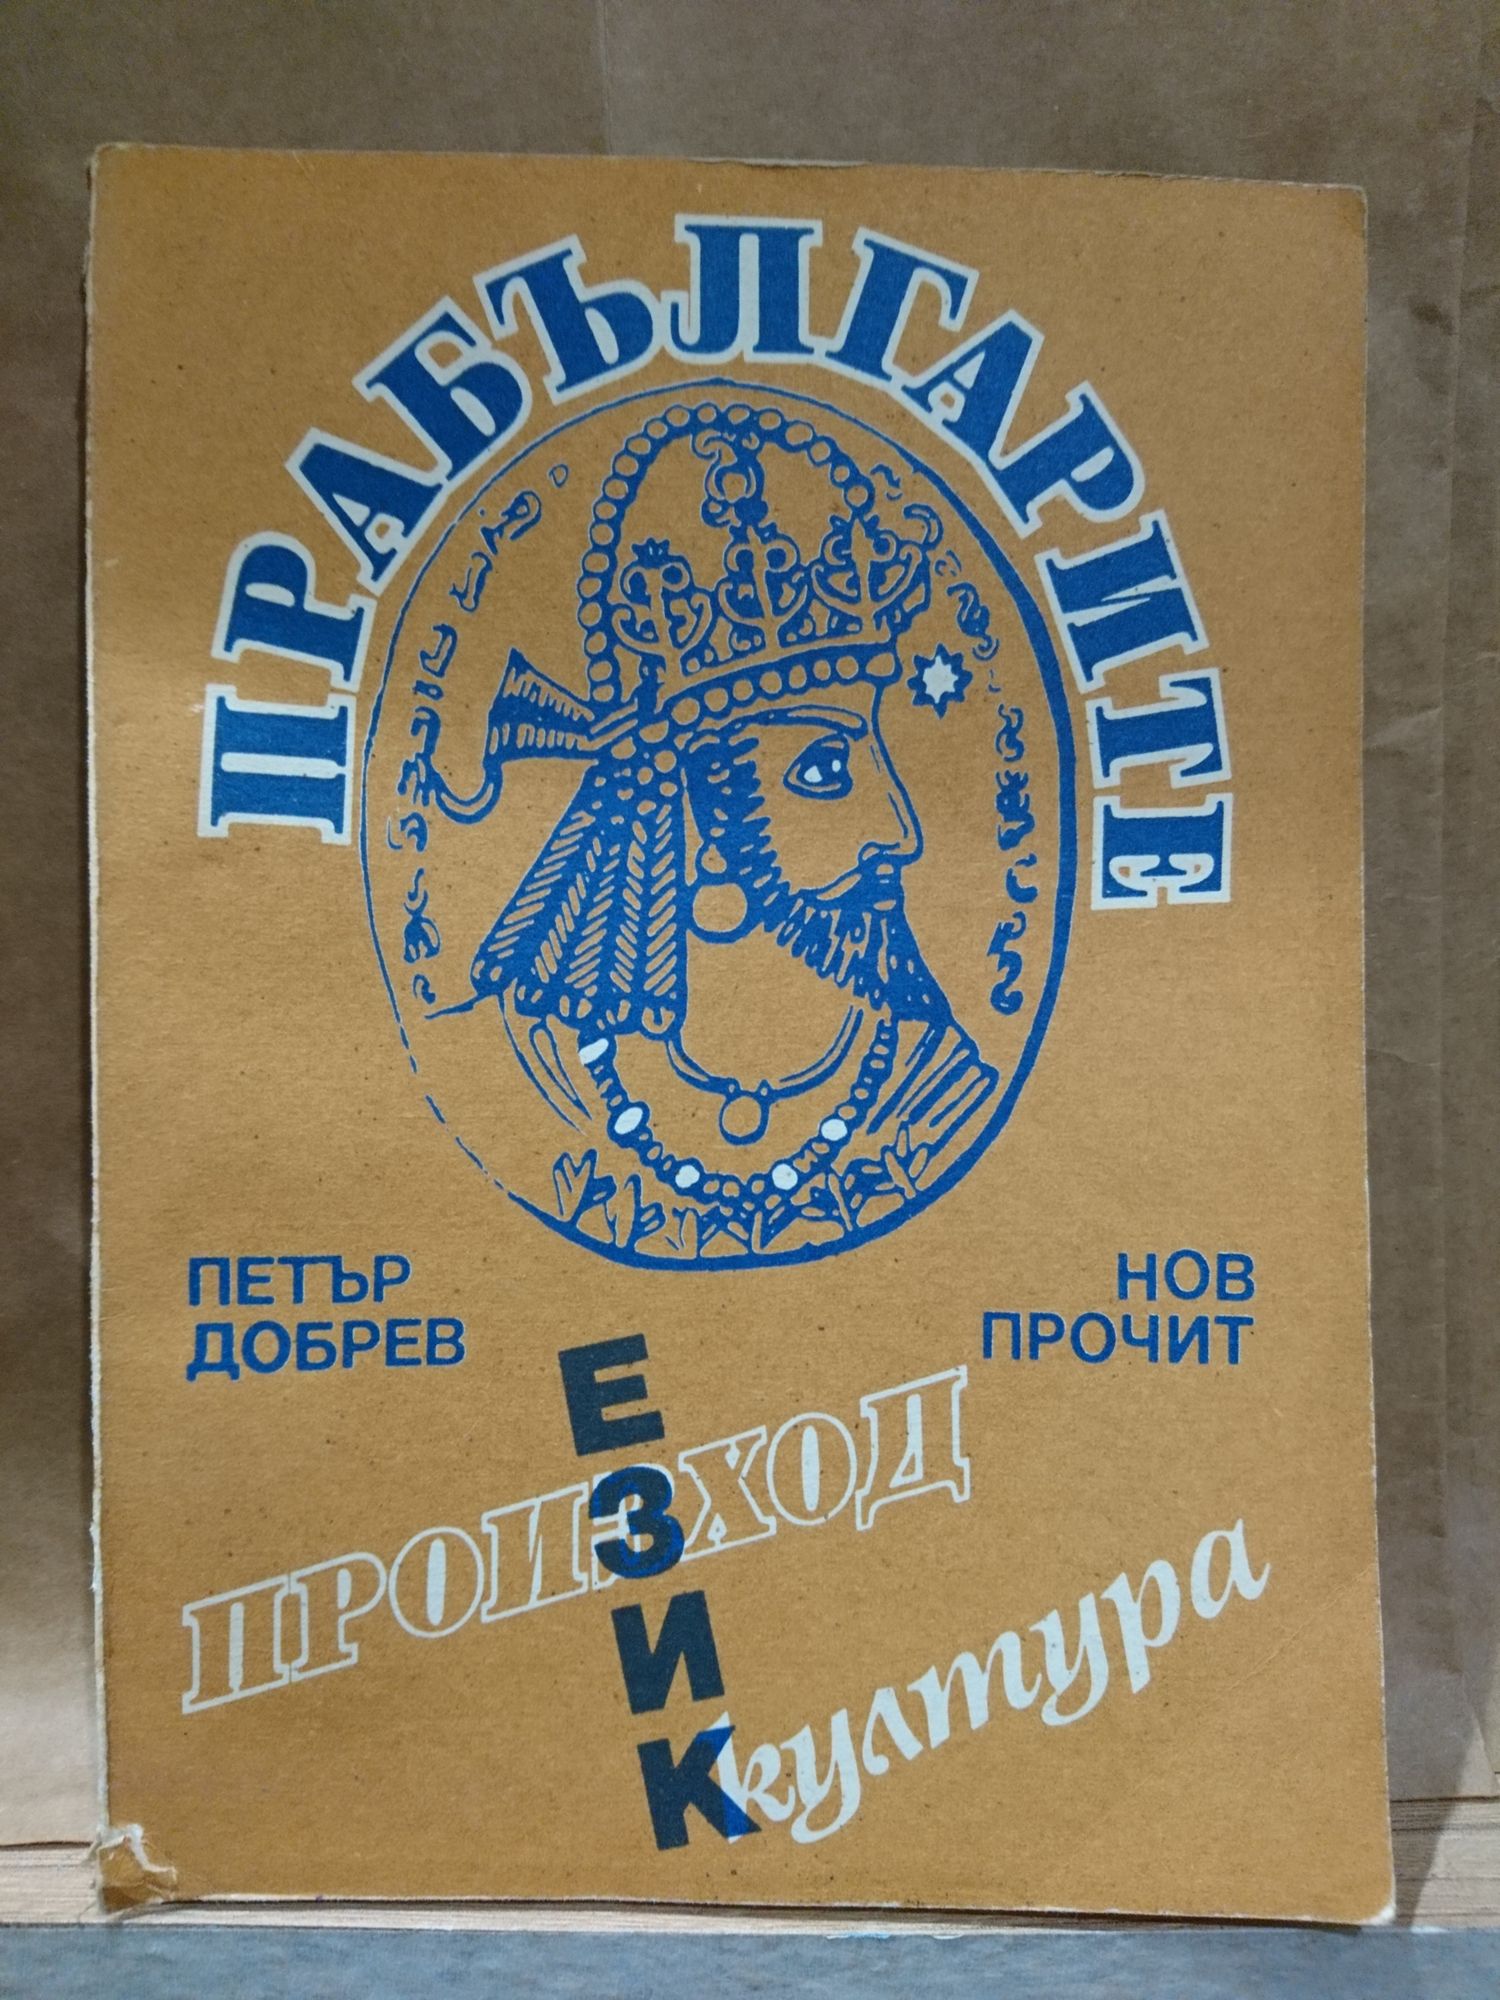 ПРАБЪЛГАРИТЕ
ПЕТЪР
ДОБРЕВ
НОВ
ПРОЧИТ
ЕЗИК
ПРОИЗХОД
култура